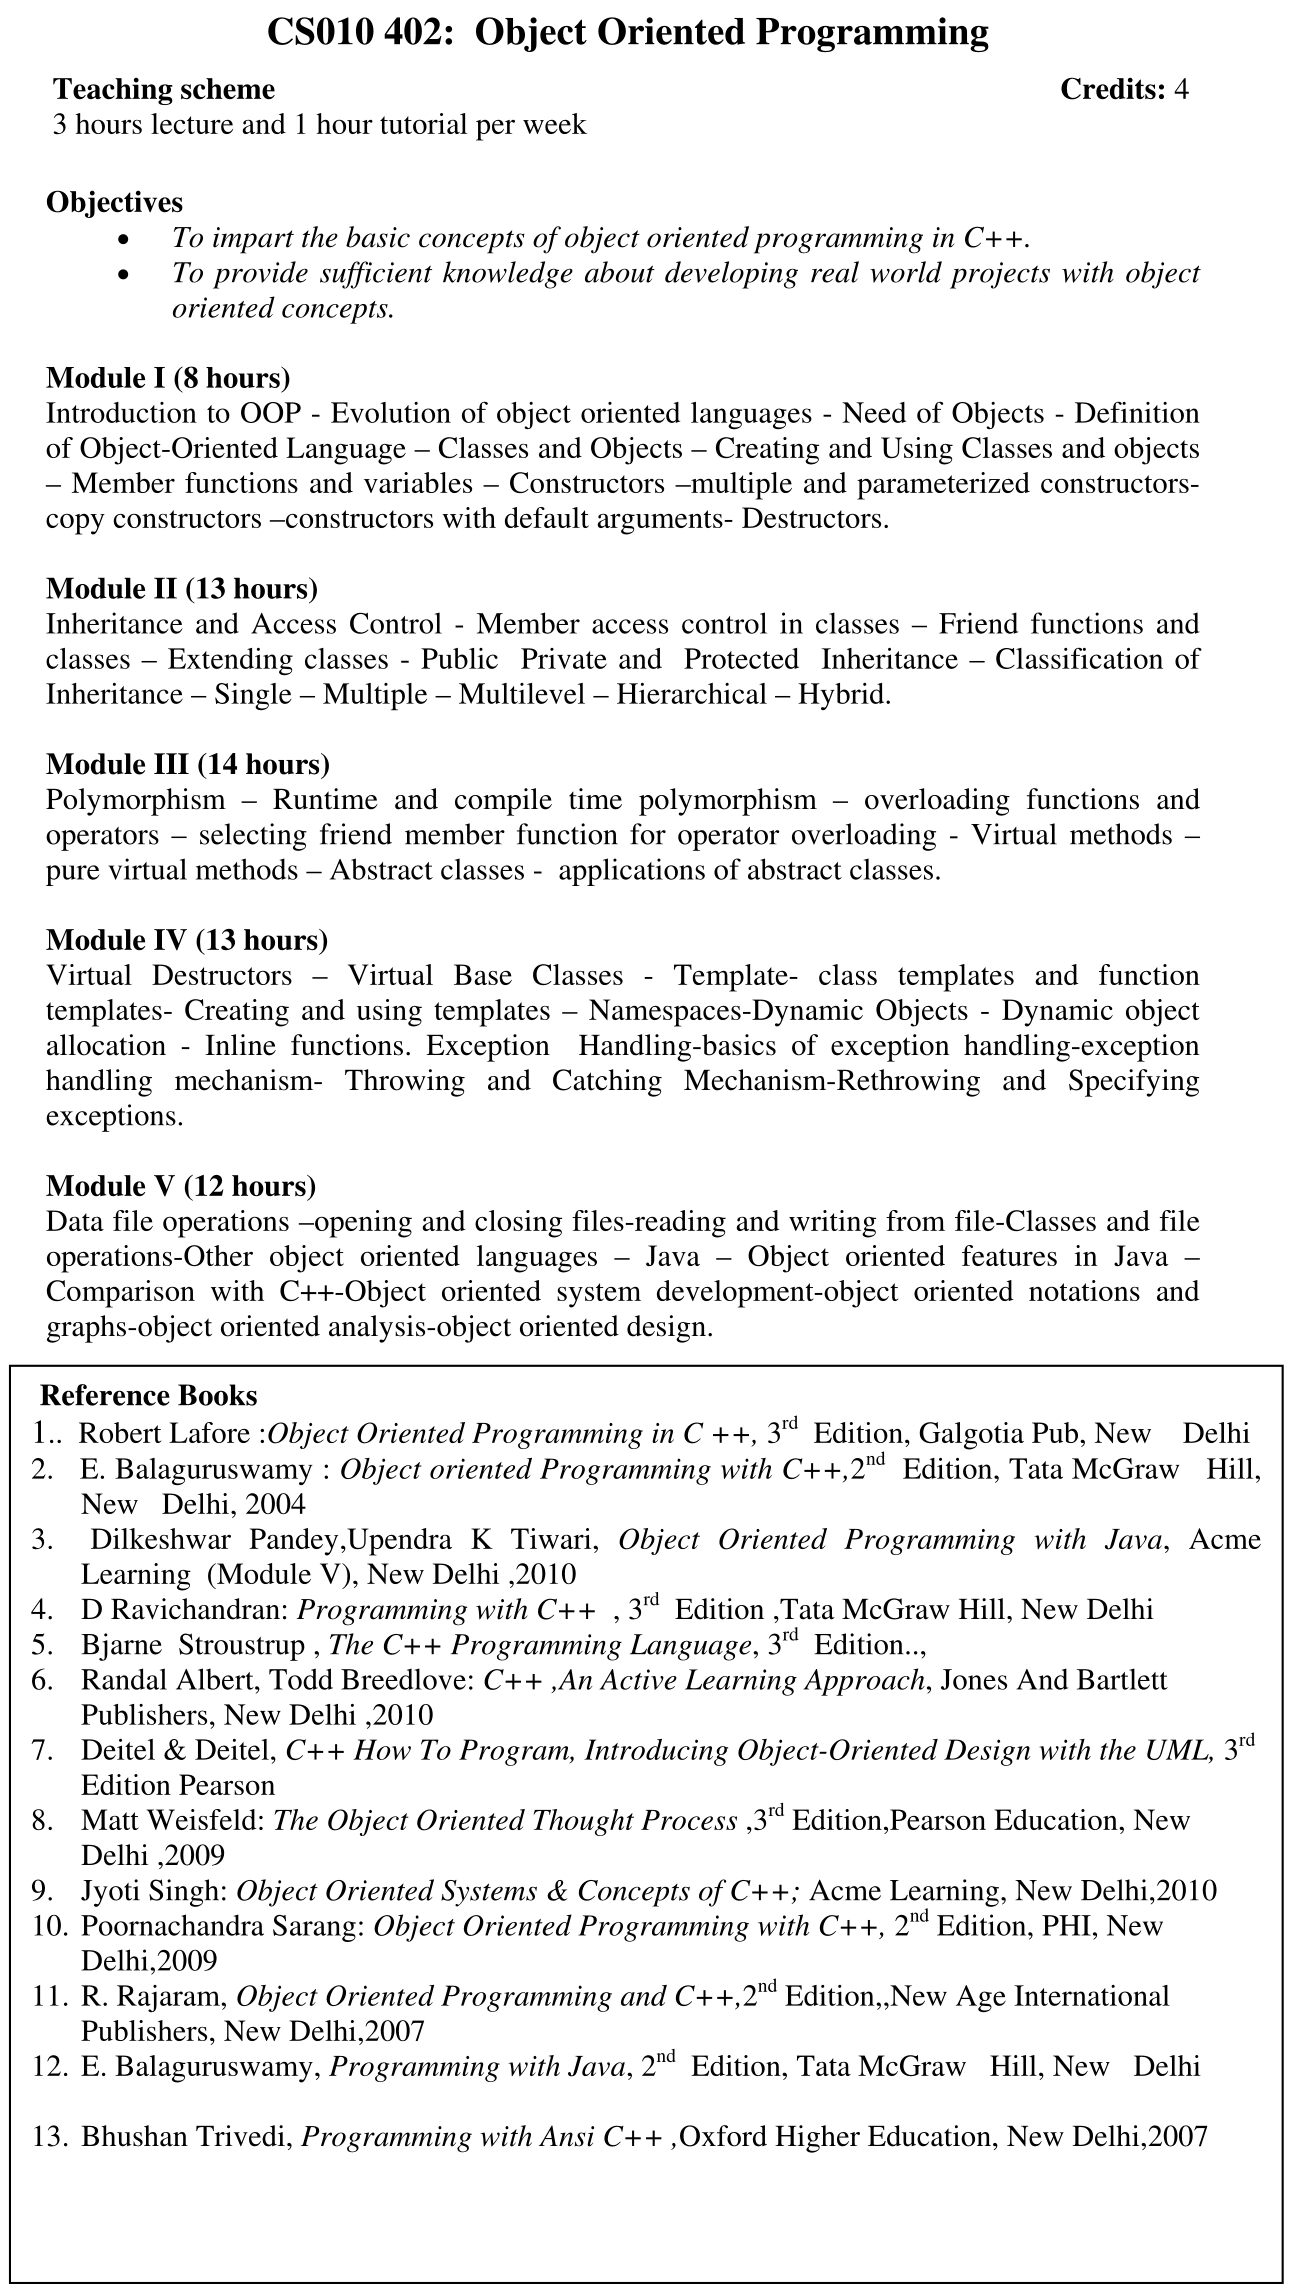 CS010 402: Object Oriented Programming
Teaching scheme Credits: 4
3 hours lecture and 1 hour tutorial per week
Objectives
• To impart the basic concepts of object oriented programming in C++.
• To provide sufficient knowledge about developing real world projects with object
oriented concepts.
Module I (8 hours)
Introduction to OOP - Evolution of object oriented languages - Need of Objects - Definition
of Object-Oriented Language – Classes and Objects – Creating and Using Classes and objects
– Member functions and variables – Constructors –multiple and parameterized constructors-
copy constructors –constructors with default arguments- Destructors.
Module II (13 hours)
Inheritance and Access Control - Member access control in classes – Friend functions and
classes – Extending classes - Public Private and Protected Inheritance – Classification of
Inheritance – Single – Multiple – Multilevel – Hierarchical – Hybrid.
Module III (14 hours)
Polymorphism – Runtime and compile time polymorphism – overloading functions and
operators – selecting friend member function for operator overloading - Virtual methods –
pure virtual methods – Abstract classes - applications of abstract classes.
Module IV (13 hours)
Virtual Destructors – Virtual Base Classes - Template- class templates and function
templates- Creating and using templates – Namespaces-Dynamic Objects - Dynamic object
allocation - Inline functions. Exception Handling-basics of exception handling-exception
handling mechanism- Throwing and Catching Mechanism-Rethrowing and Specifying
exceptions.
Module V (12 hours)
Data file operations –opening and closing files-reading and writing from file-Classes and file
operations-Other object oriented languages – Java – Object oriented features in Java –
Comparison with C++-Object oriented system development-object oriented notations and
graphs-object oriented analysis-object oriented design.
Reference Books
1.. Robert Lafore :Object Oriented Programming in C ++, 3rd Edition, Galgotia Pub, New Delhi
2. E. Balaguruswamy : Object oriented Programming with C++,2nd Edition, Tata McGraw Hill,
New Delhi, 2004
3. Dilkeshwar Pandey,Upendra K Tiwari, Object Oriented Programming with Java, Acme
Learning (Module V), New Delhi ,2010
4. D Ravichandran: Programming with C++ , 3rd Edition ,Tata McGraw Hill, New Delhi
5. Bjarne Stroustrup , The C++ Programming Language, 3rd Edition..,
6. Randal Albert, Todd Breedlove: C++ ,An Active Learning Approach, Jones And Bartlett
Publishers, New Delhi ,2010
7. Deitel & Deitel, C++ How To Program, Introducing Object-Oriented Design with the UML, 3rd
Edition Pearson
8. Matt Weisfeld: The Object Oriented Thought Process ,3rd Edition,Pearson Education, New
Delhi ,2009
9. Jyoti Singh: Object Oriented Systems & Concepts of C++; Acme Learning, New Delhi,2010
10. Poornachandra Sarang: Object Oriented Programming with C++, 2nd Edition, PHI, New
Delhi,2009
11. R. Rajaram, Object Oriented Programming and C++,2nd Edition,,New Age International
Publishers, New Delhi,2007
12. E. Balaguruswamy, Programming with Java, 2nd Edition, Tata McGraw Hill, New Delhi
13. Bhushan Trivedi, Programming with Ansi C++ ,Oxford Higher Education, New Delhi,2007